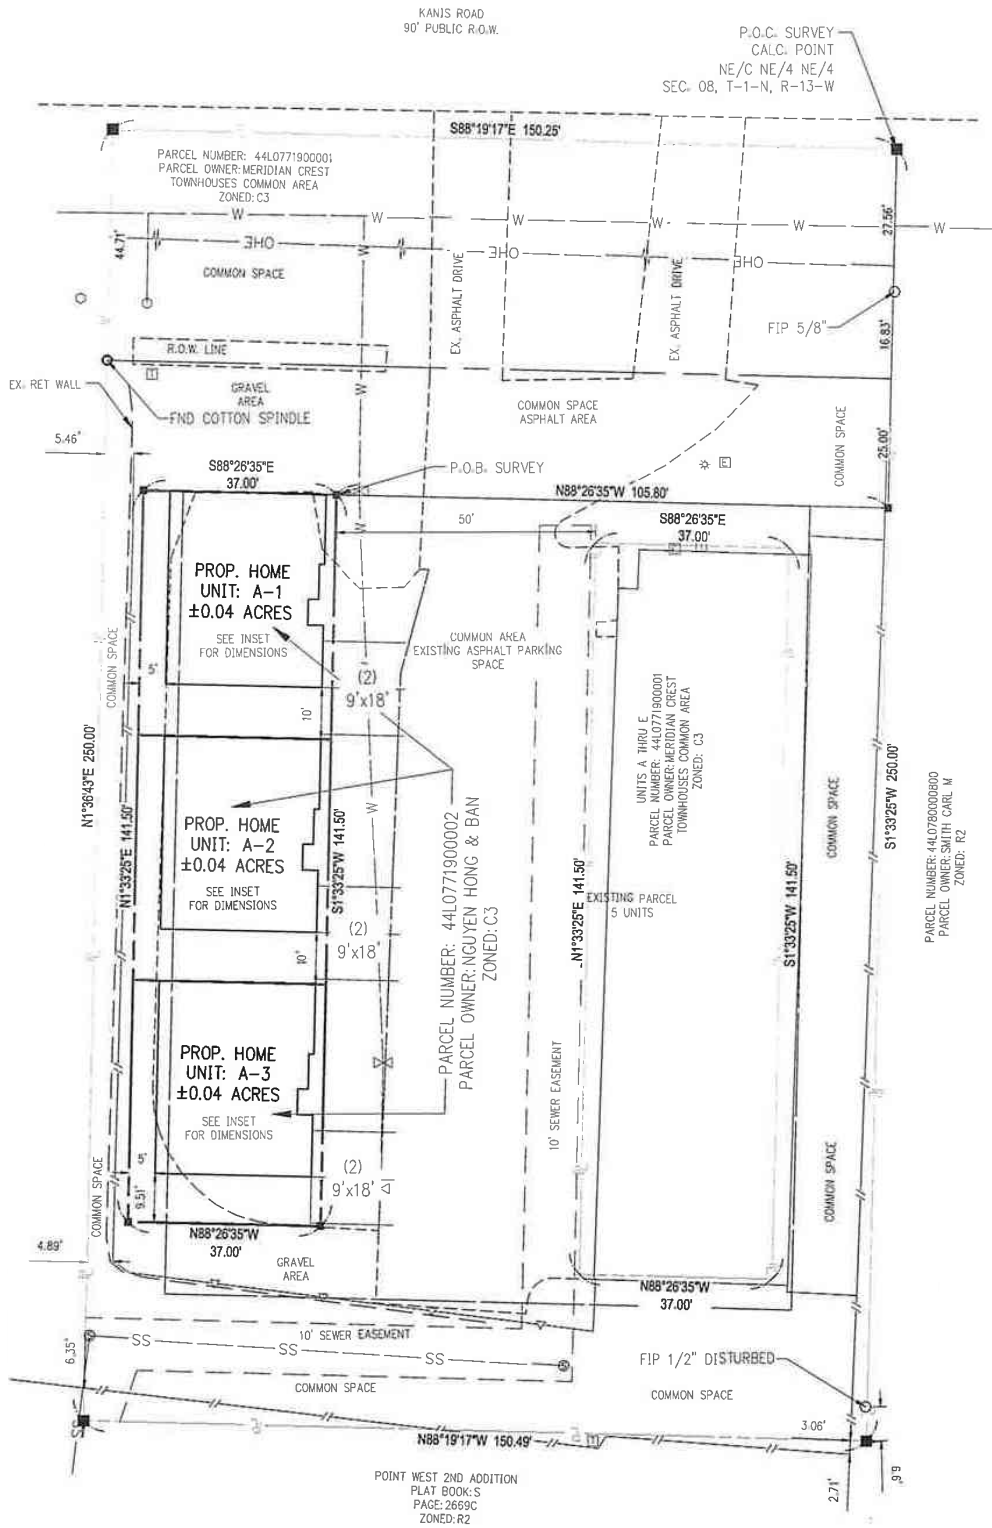 KANIS ROAD
90' PUBLIC R.O.W.
P.O.C. SURVEY
CALC. POINT
NE/C NE/4 NE/4
SEC. 08, T-1-N, R-13-W
S88°19'17"E 150.25'
PARCEL NUMBER: 44L0771900001
PARCEL OWNER: MERIDIAN CREST
TOWNHOUSES COMMON AREA
ZONED: C3
W
W
W
W
W
W
W
W
W
W
OHE
OHE
OHE
44.71'
27.56'
COMMON SPACE
EX. ASPHALT DRIVE
EX. ASPHALT DRIVE
FIP 5/8"
16.83'
R.O.W. LINE
EX. RET WALL
GRAVEL
AREA
FND COTTON SPINDLE
COMMON SPACE
ASPHALT AREA
COMMON SPACE
25.00'
5.46'
E
S88°26'35"E
37.00'
P.O.B. SURVEY
N88°26'35"W 105.80'
50'
S88°26'35"E
37.00'
PROP. HOME
UNIT: A-1
±0.04 ACRES
SEE INSET
FOR DIMENSIONS
COMMUN AREA
EXISTING ASPHALT PARKING
SPACE
COMMON SPACE
5'
(2)
9'x18'
10'
UNITS A THRU E
PARCEL NUMBER: 44L0771900001
PARCEL OWNER: MERIDIAN CREST
TOWNHOUSES COMMON AREA
ZONED: C3
N1°36'43"E 250.00'
N1°33'25"E 141.50'
PROP. HOME
UNIT: A-2
±0.04 ACRES
SEE INSET
FOR DIMENSIONS
S1°33'25"W 141.50'
(2)
9'x18'
10'
PARCEL NUMBER: 44L0771900002
PARCEL OWNER: NGUYEN HONG & BAN
ZONED: C3
N1°33'25"E 141.50'
EXISTING PARCEL
5 UNITS
S1°33'25"W 141.50'
COMMON SPACE
S1°33'25"W 250.00'
PARCEL NUMBER: 44L0780000800
PARCEL OWNER: SMITH CARL M
ZONED: R2
PROP. HOME
UNIT: A-3
±0.04 ACRES
SEE INSET
FOR DIMENSIONS
10' SEWER EASEMENT
COMMON SPACE
COMMON SPACE
5'
9.51'
(2)
9'x18'
N88°26'35"W
37.00'
4.89'
GRAVEL
AREA
N88°26'35"W
37.00'
10' SEWER EASEMENT
6.35'
SS
SS
SS
S
COMMON SPACE
FIP 1/2" DISTURBED
COMMON SPACE
SS
3.06'
N88°19'17"W 150.49'
E
2.71'
6.6'
POINT WEST 2ND ADDITION
PLAT BOOK: S
PAGE: 2669C
ZONED: R2